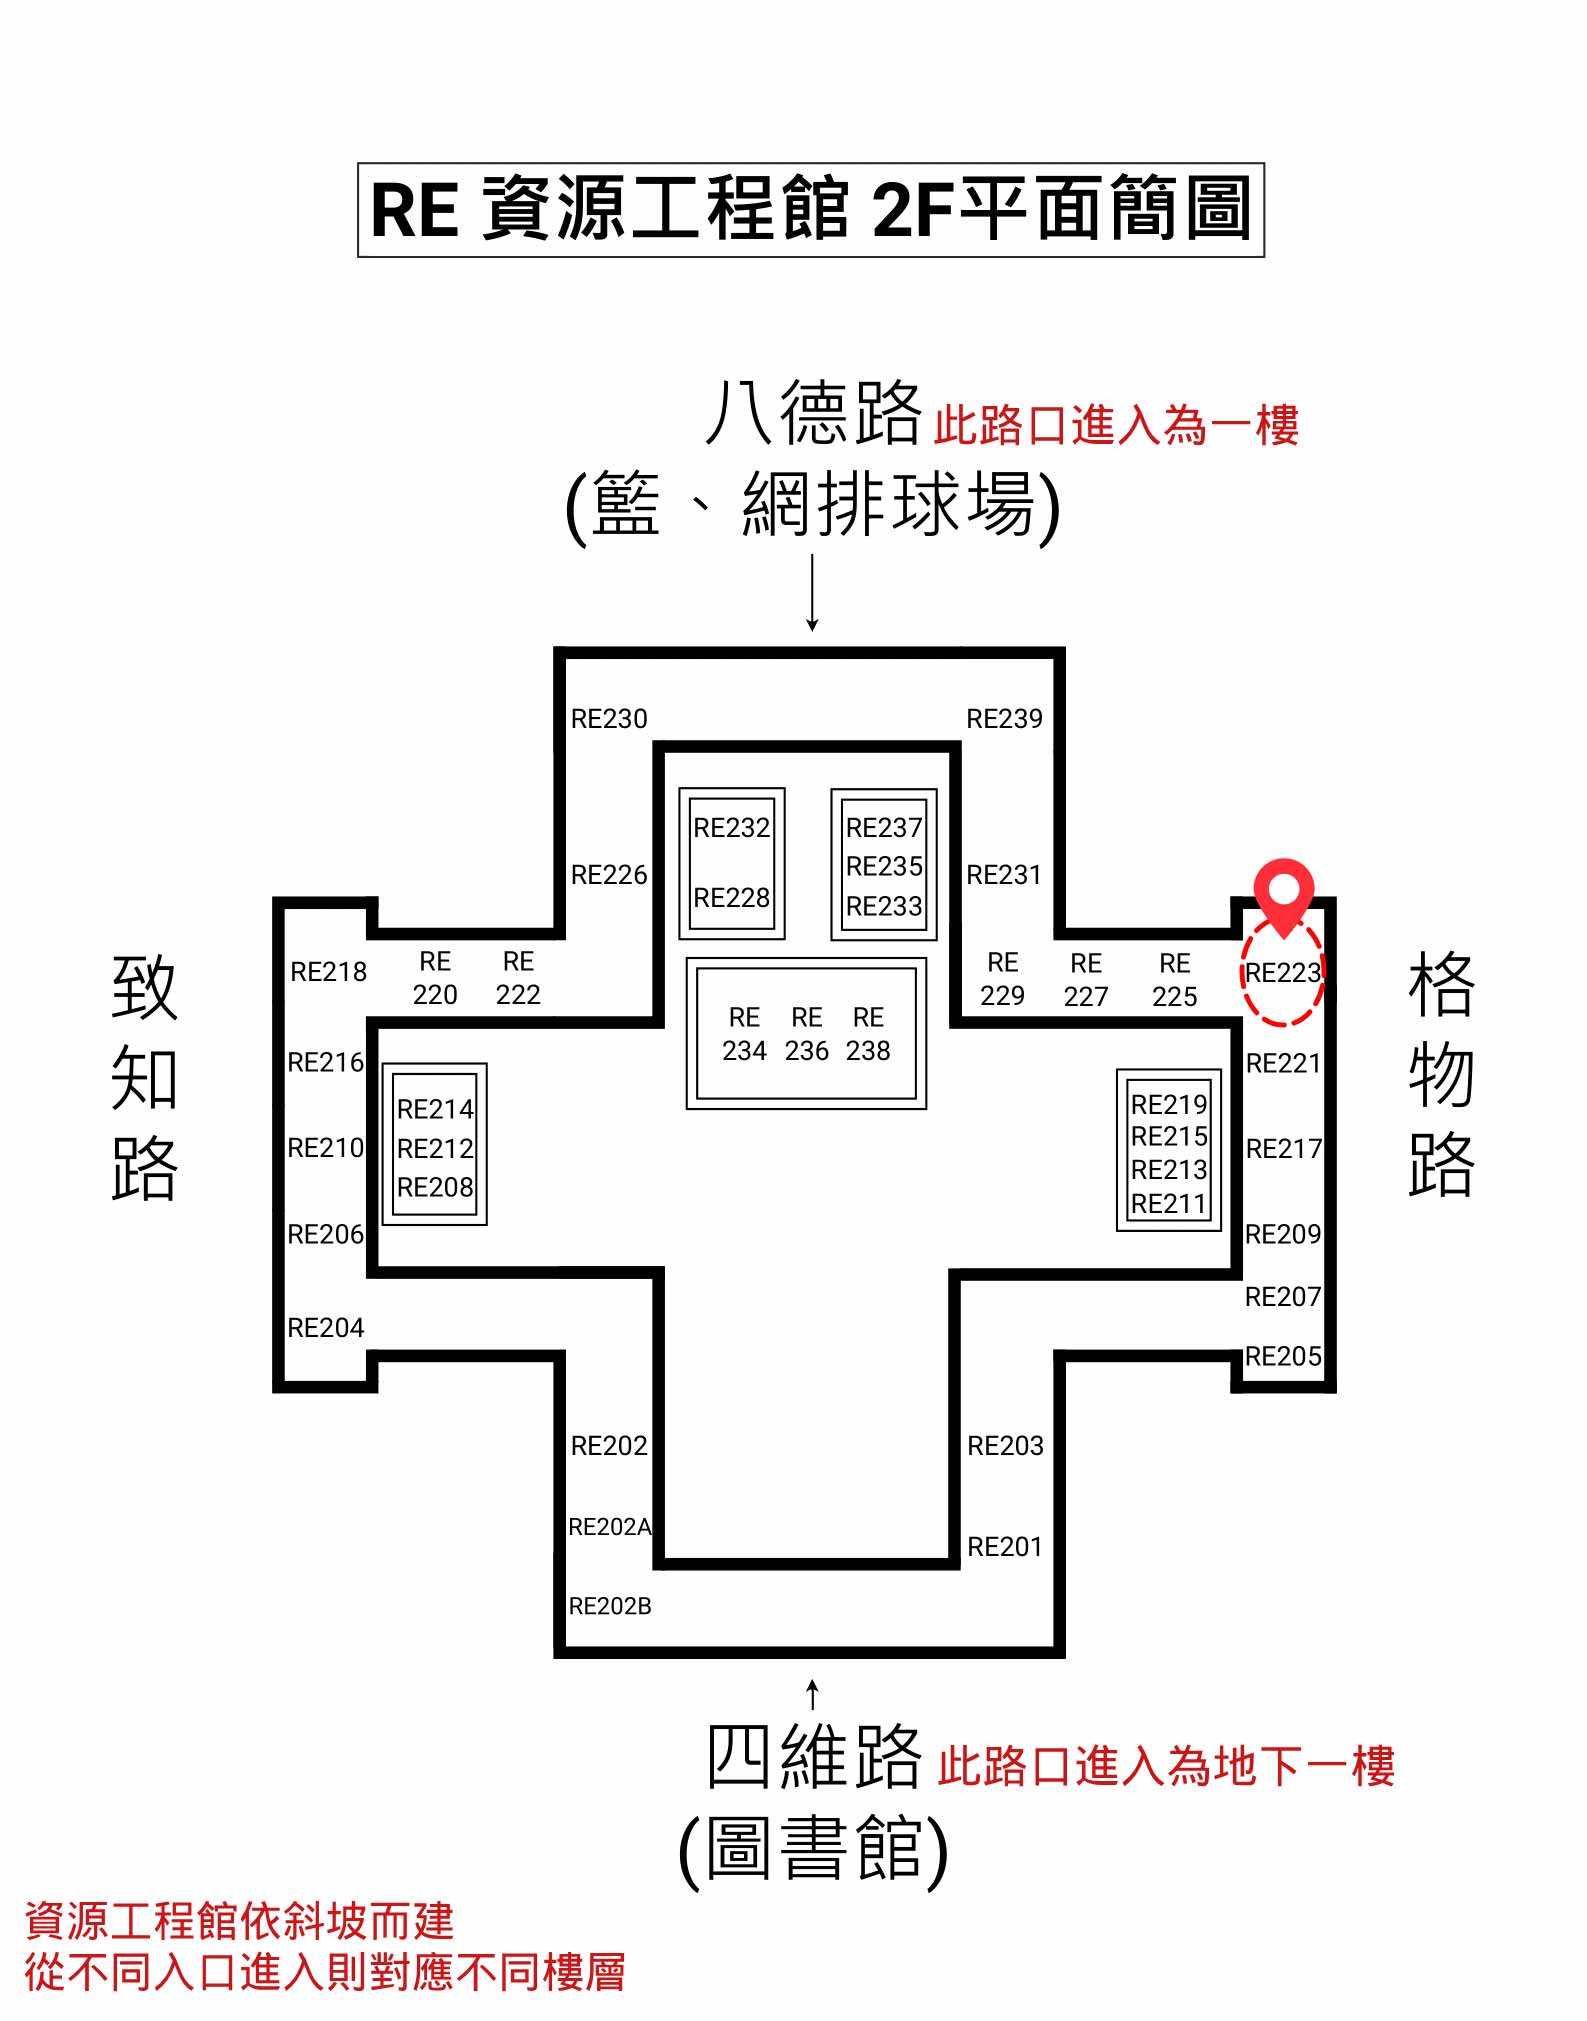 RE 資源工程館 2F平面簡圖
八德路 此路口進入為一樓
(籃、網排球場)
RE230
RE239
RE232
RE237
RE226
RE228
RE235
RE233
RE231
致知路
格物路
RE218
RE
220
RE
222
RE
229
RE
227
RE
225
RE223
RE
234
RE
236
RE
238
RE216
RE221
RE214
RE212
RE208
RE219
RE215
RE213
RE211
RE210
RE217
RE206
RE209
RE207
RE204
RE205
RE202
RE203
RE202A
RE201
RE202B
四維路 此路口進入為地下一樓
(圖書館)
資源工程館依斜坡而建
從不同入口進入則對應不同樓層